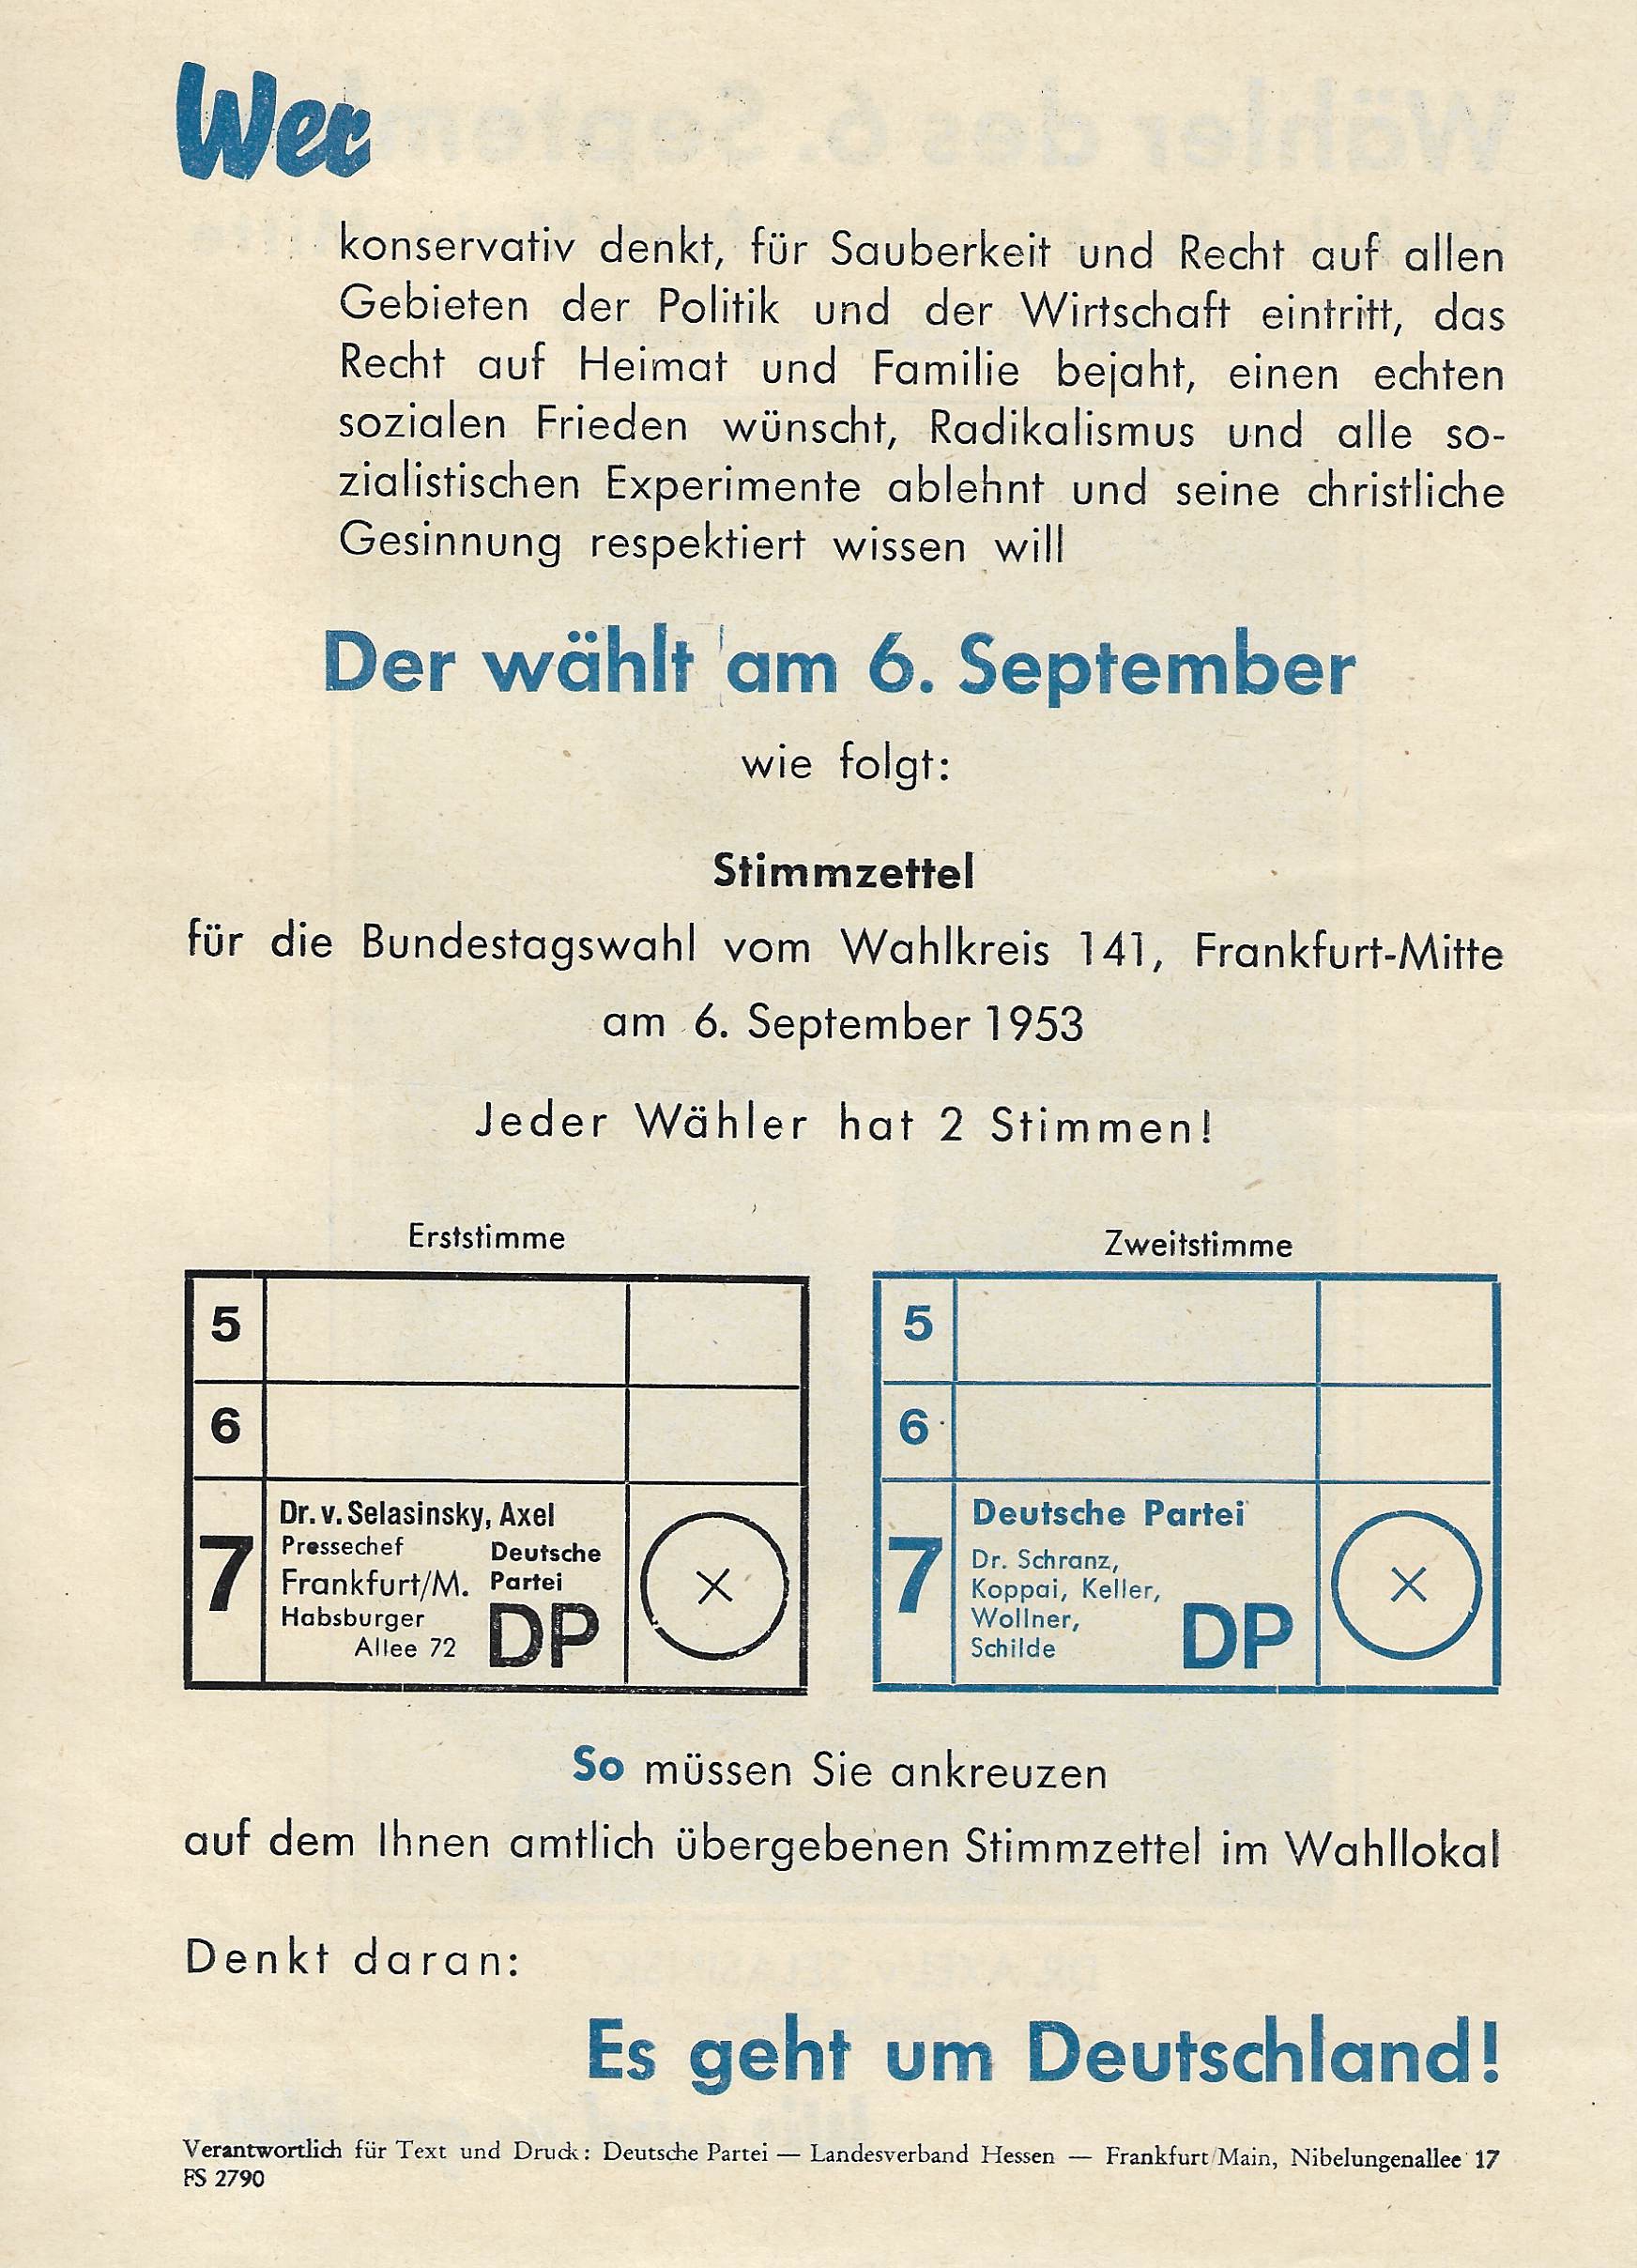 Wer
konservativ denkt, für Sauberkeit und Recht auf allen
Gebieten der Politik und der Wirtschaft eintritt, das
Recht auf Heimat und Familie bejaht, einen echten
sozialen Frieden wünscht, Radikalismus und alle so-
zialistischen Experimente ablehnt und seine christliche
Gesinnung respektiert wissen will
Der wählt am 6. September
wie folgt:
Stimmzettel
für die Bundestagswahl vom Wahlkreis 141, Frankfurt-Mitte
am 6. September 1953
Jeder Wähler hat 2 Stimmen!
Erststimme
5
6
7
Dr. v. Selasinsky, Axel
Pressechef
Frankfurt/M.
Habsburger
Allee 72
Deutsche
Partei
DP
X
Zweitstimme
5
6
7
Deutsche Partei
Dr. Schranz,
Koppai, Keller,
Wollner,
Schilde
DP
X
So müssen Sie ankreuzen
auf dem Ihnen amtlich übergebenen Stimmzettel im Wahllokal
Denkt daran:
Es geht um Deutschland!
Verantwortlich für Text und Druck: Deutsche Partei — Landesverband Hessen — Frankfurt/Main, Nibelungenallee 17
FS 2790